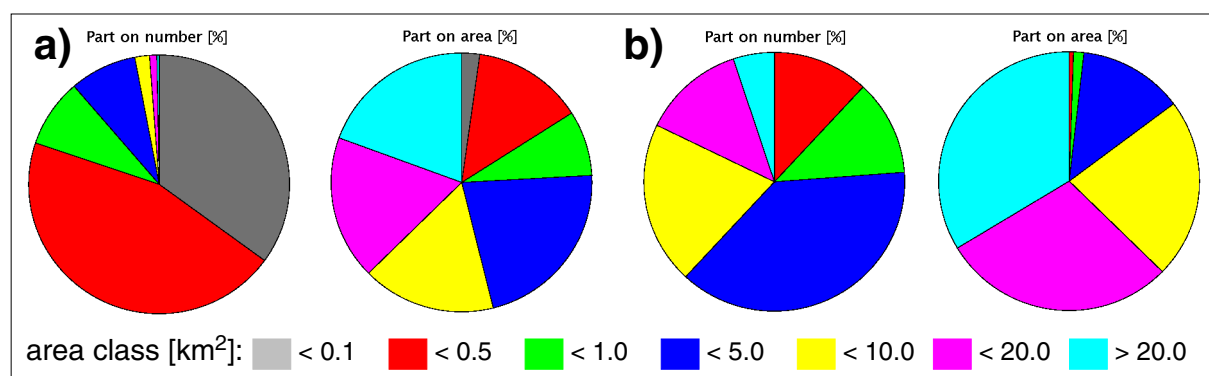 a) Part on number [%] Part on area [%] b) Part on number [%] Part on area [%]
area class [km²]: < 0.1 < 0.5 < 1.0 < 5.0 < 10.0 < 20.0 > 20.0